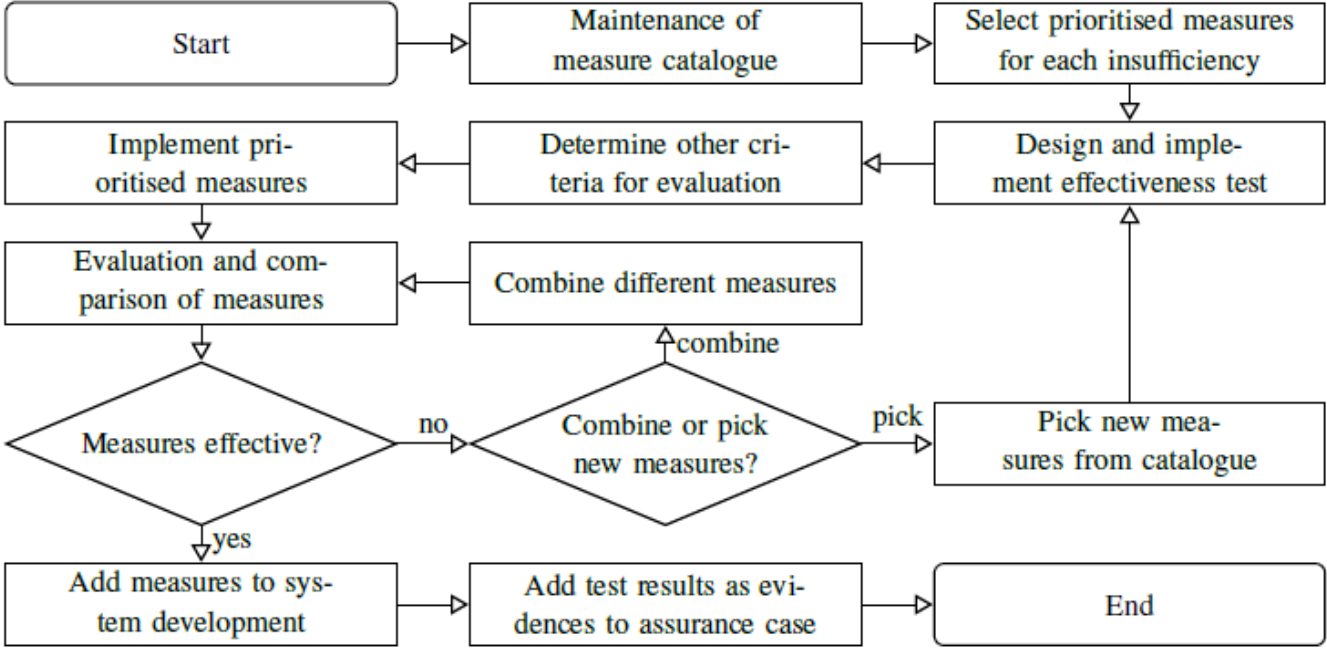 Start
Maintenance of
measure catalogue
Select prioritised measures
for each insufficiency
Implement pri-
oritised measures
Determine other cri-
teria for evaluation
Design and imple-
ment effectiveness test
Evaluation and com-
parison of measures
Combine different measures
combine
Measures effective?
no
Combine or pick
new measures?
pick
Pick new mea-
sures from catalogue
yes
Add measures to sys-
tem development
Add test results as evi-
dences to assurance case
End